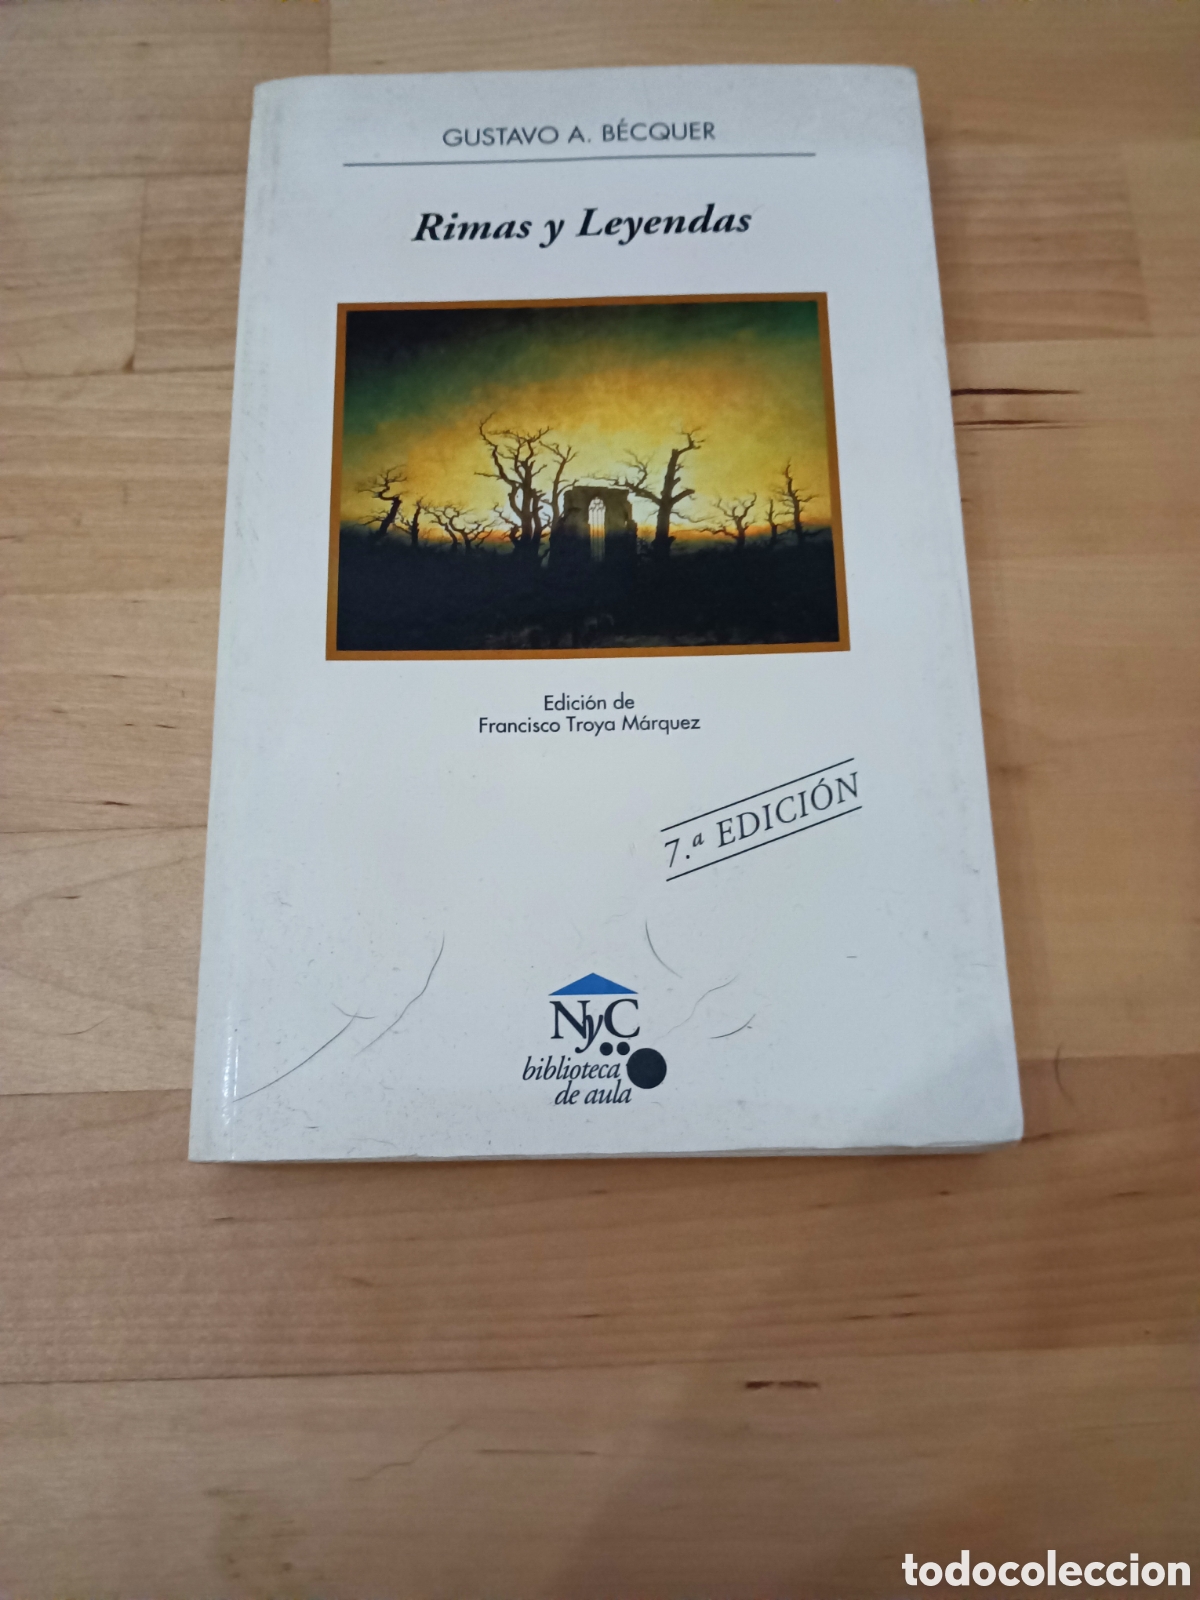 GUSTAVO A. BÉCQUER
Rimas y Leyendas
Edición de
Francisco Troya Márquez
7.ª EDICIÓN
NyC
biblioteca
de aula
todocoleccion